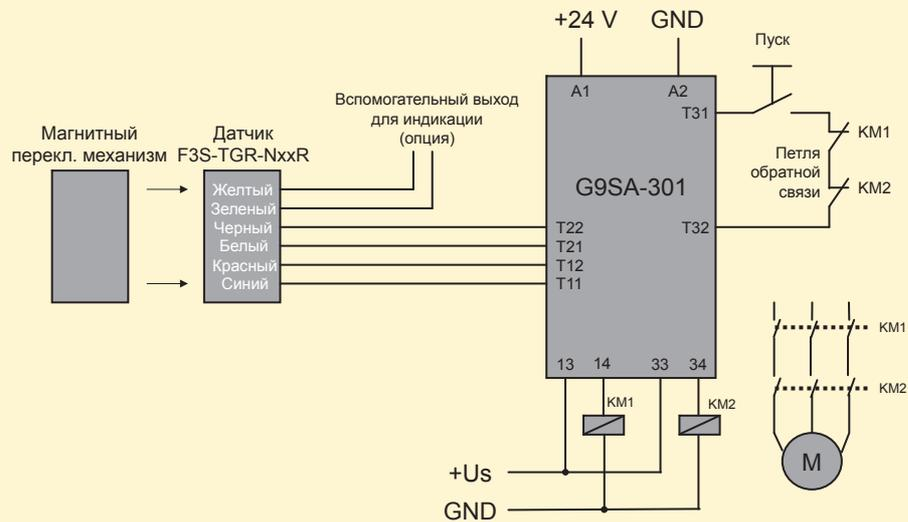 +24 V
GND
Пуск
A1
A2
T31
Вспомогательный выход
для индикации
(опция)
Магнитный
перекл. механизм
Датчик
F3S-TGR-NxxR
KM1
Петля
обратной
связи
KM2
G9SA-301
Желтый
Зеленый
Черный
Белый
Красный
Синий
T22
T21
T12
T11
T32
13
14
33
34
KM1
KM2
KM1
KM2
M
+Us
GND